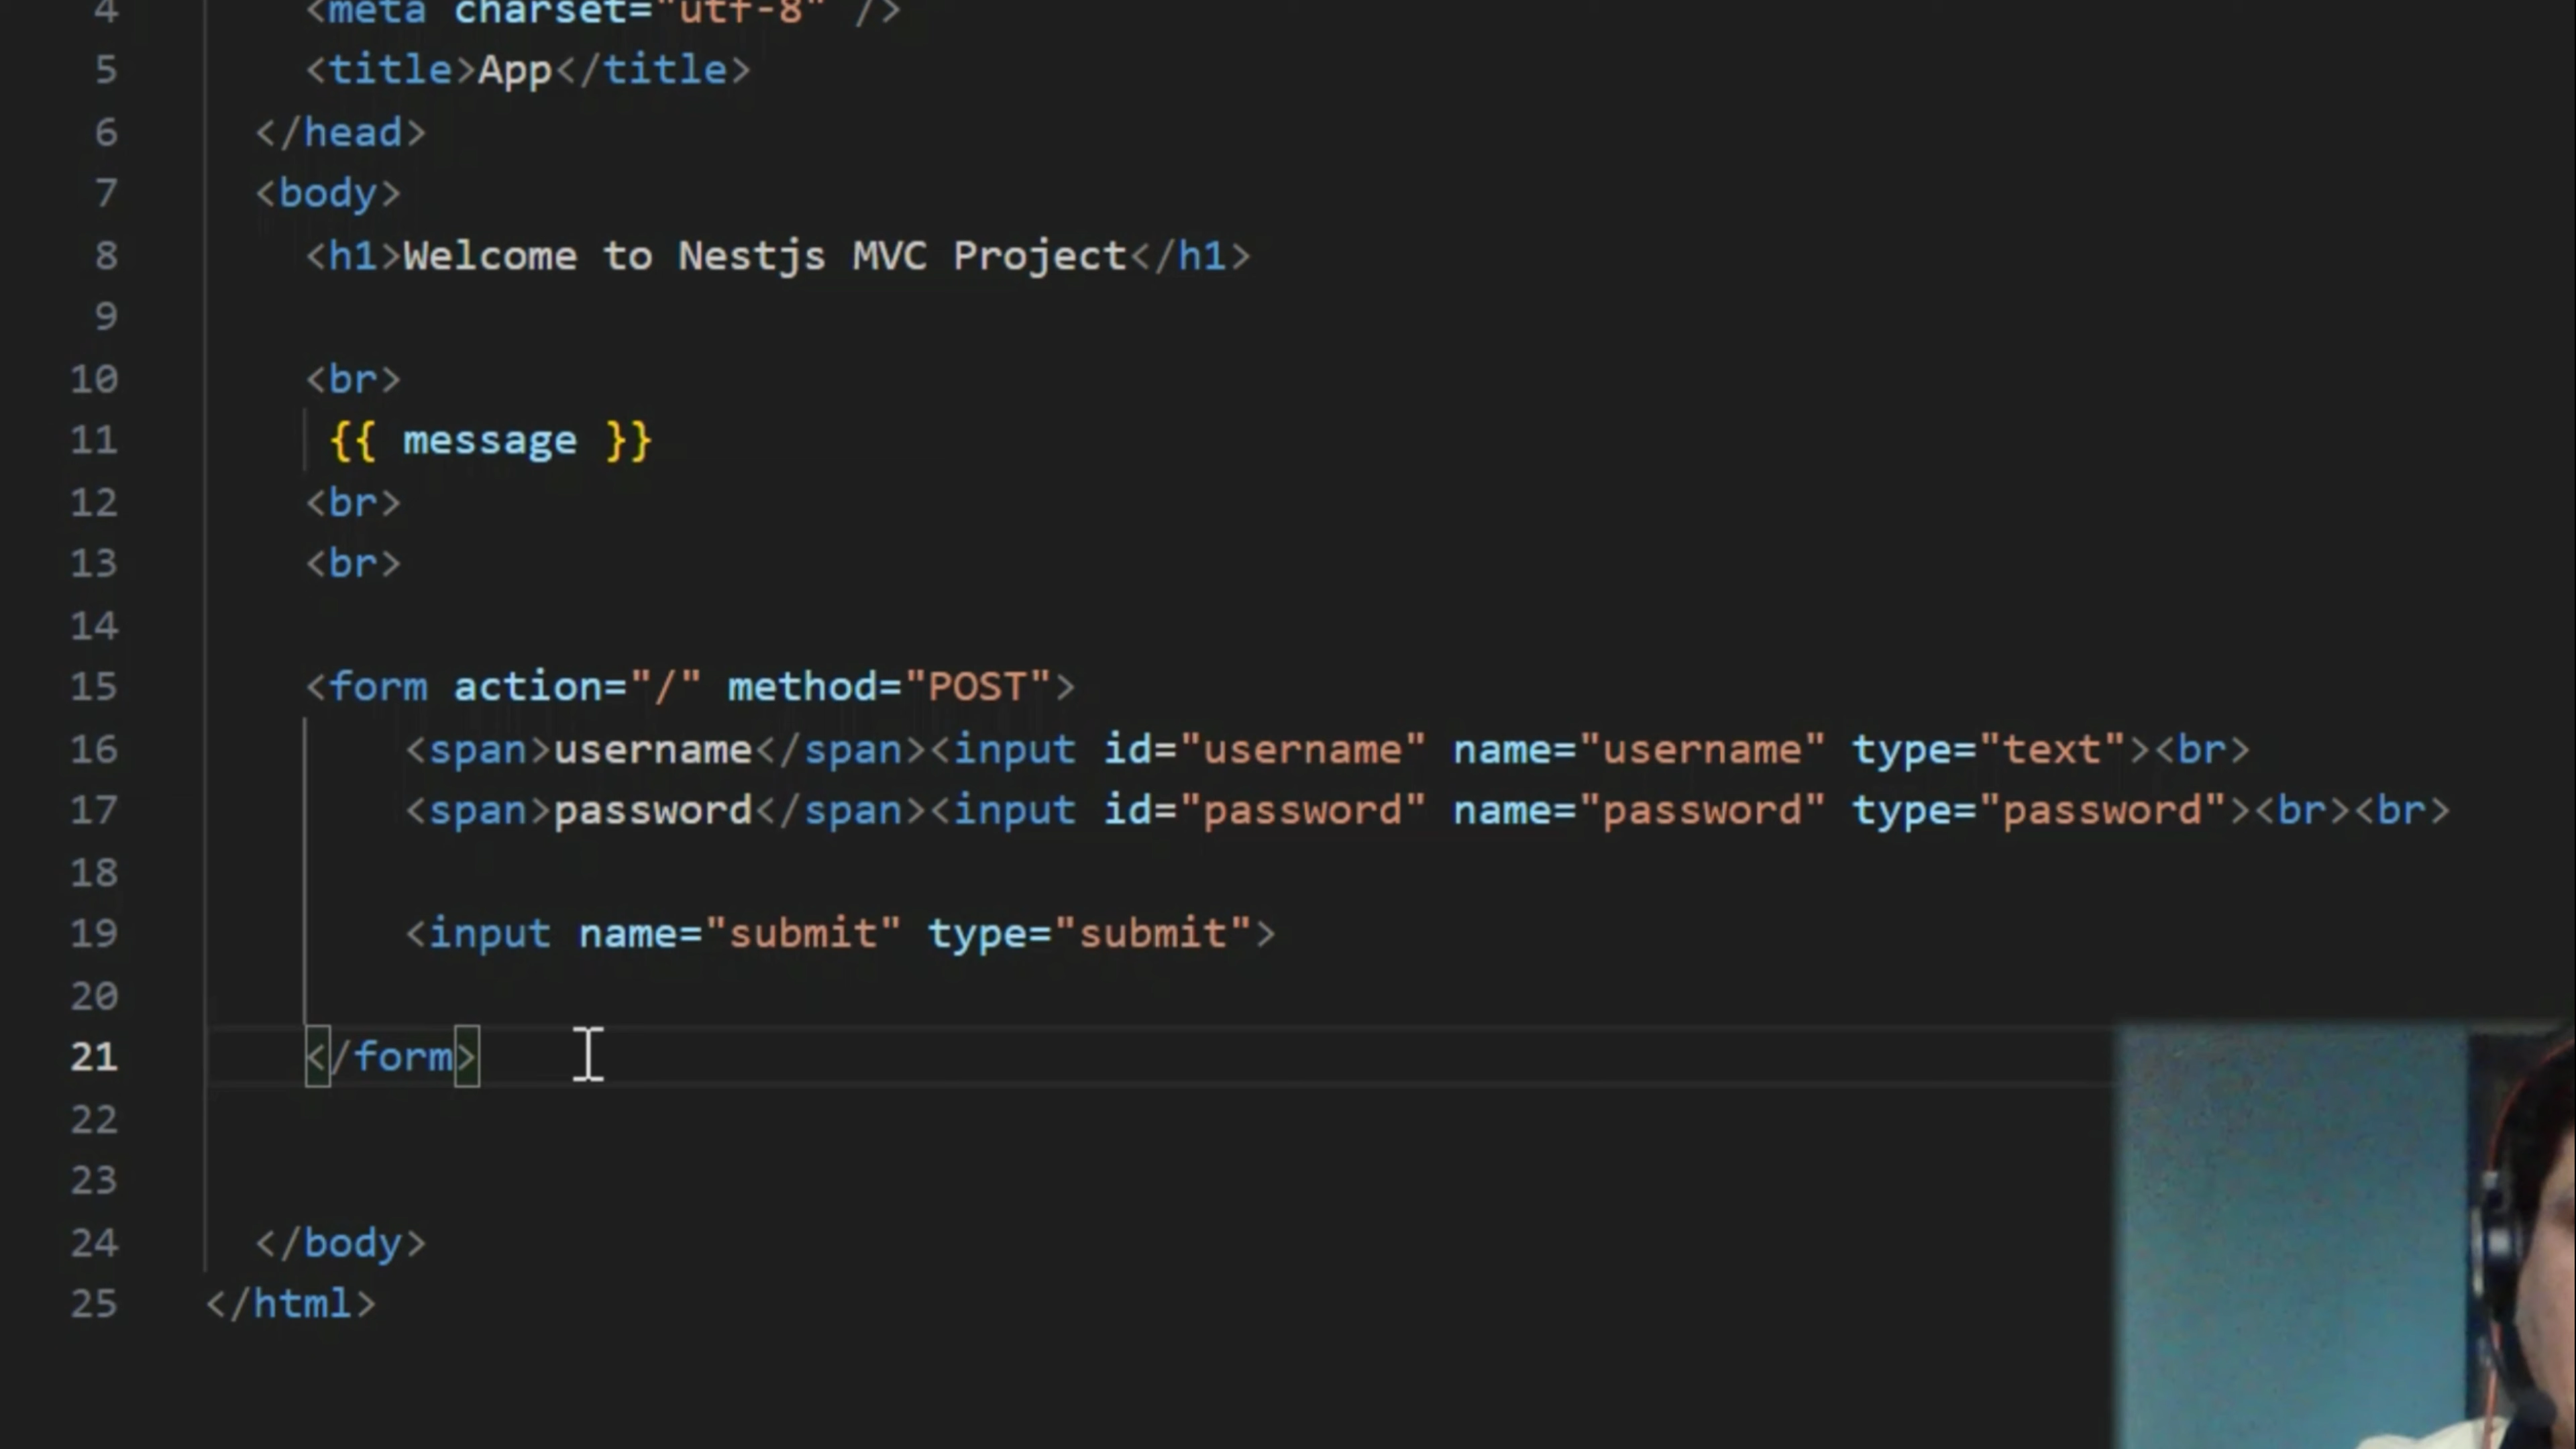 4 <meta charset="utf-8" />
5 <title>App</title>
6 </head>
7 <body>
8 <h1>Welcome to Nestjs MVC Project</h1>
9
10 <br>
11 {{ message }}
12 <br>
13 <br>
14
15 <form action="/" method="POST">
16 <span>username</span><input id="username" name="username" type="text"><br>
17 <span>password</span><input id="password" name="password" type="password"><br><br>
18
19 <input name="submit" type="submit">
20
21 </form>
22
23
24 </body>
25 </html>